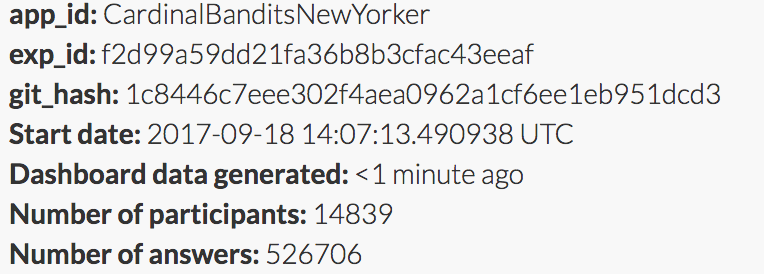 app_id: CardinalBanditsNewYorker
exp_id: f2d99a59dd21fa36b8b3cfac43eeaf
git_hash: 1c8446c7eee302f4aea0962a1cf6ee1eb951dcd3
Start date: 2017-09-18 14:07:13.490938 UTC
Dashboard data generated: <1 minute ago
Number of participants: 14839
Number of answers: 526706